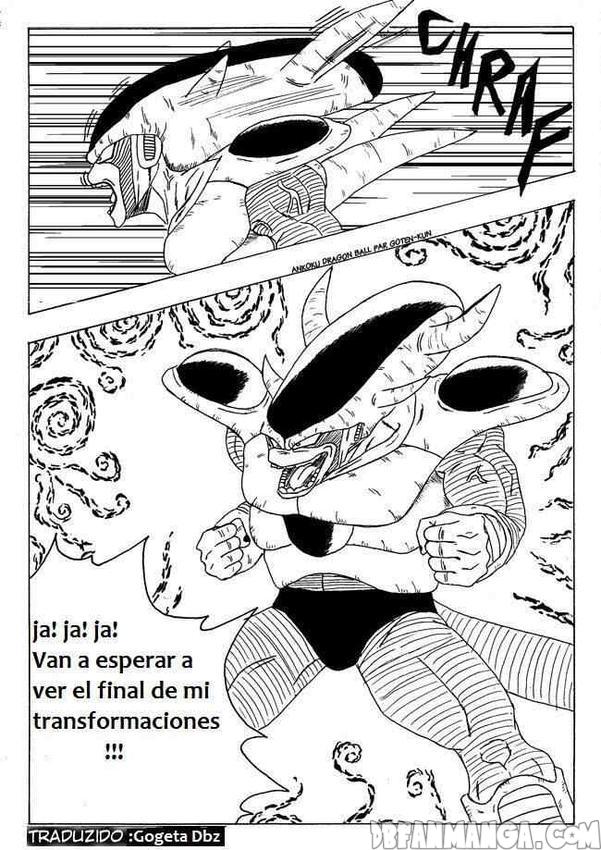 CHRAF
ANKOKU DRAGON BALL PAR GOTEN-KUN
ja! ja! ja!
Van a esperar a
ver el final de mi
transformaciones
!!!
TRADUZIDO :Gogeta Dbz
DBFANMANGA.COM